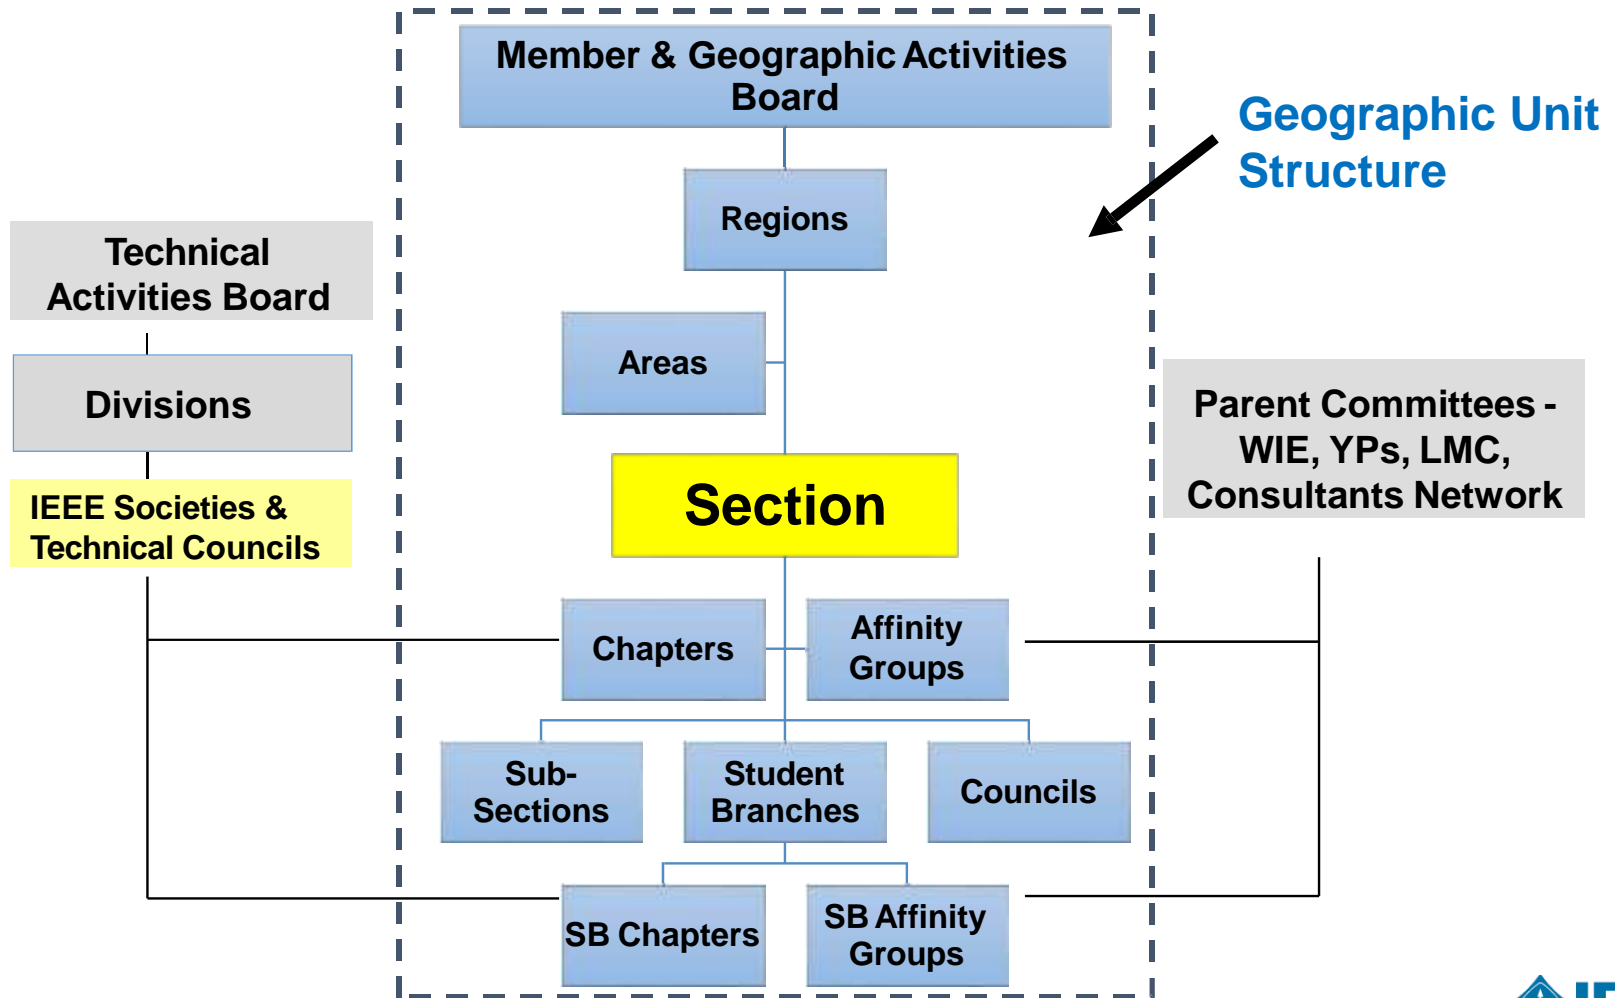 Member & Geographic Activities
Board
Geographic Unit
Structure
Regions
Technical
Activities Board
Areas
Divisions
Parent Committees -
WIE, YPs, LMC,
Consultants Network
Section
IEEE Societies &
Technical Councils
Chapters
Affinity
Groups
Sub-
Sections
Student
Branches
Councils
SB Chapters
SB Affinity
Groups